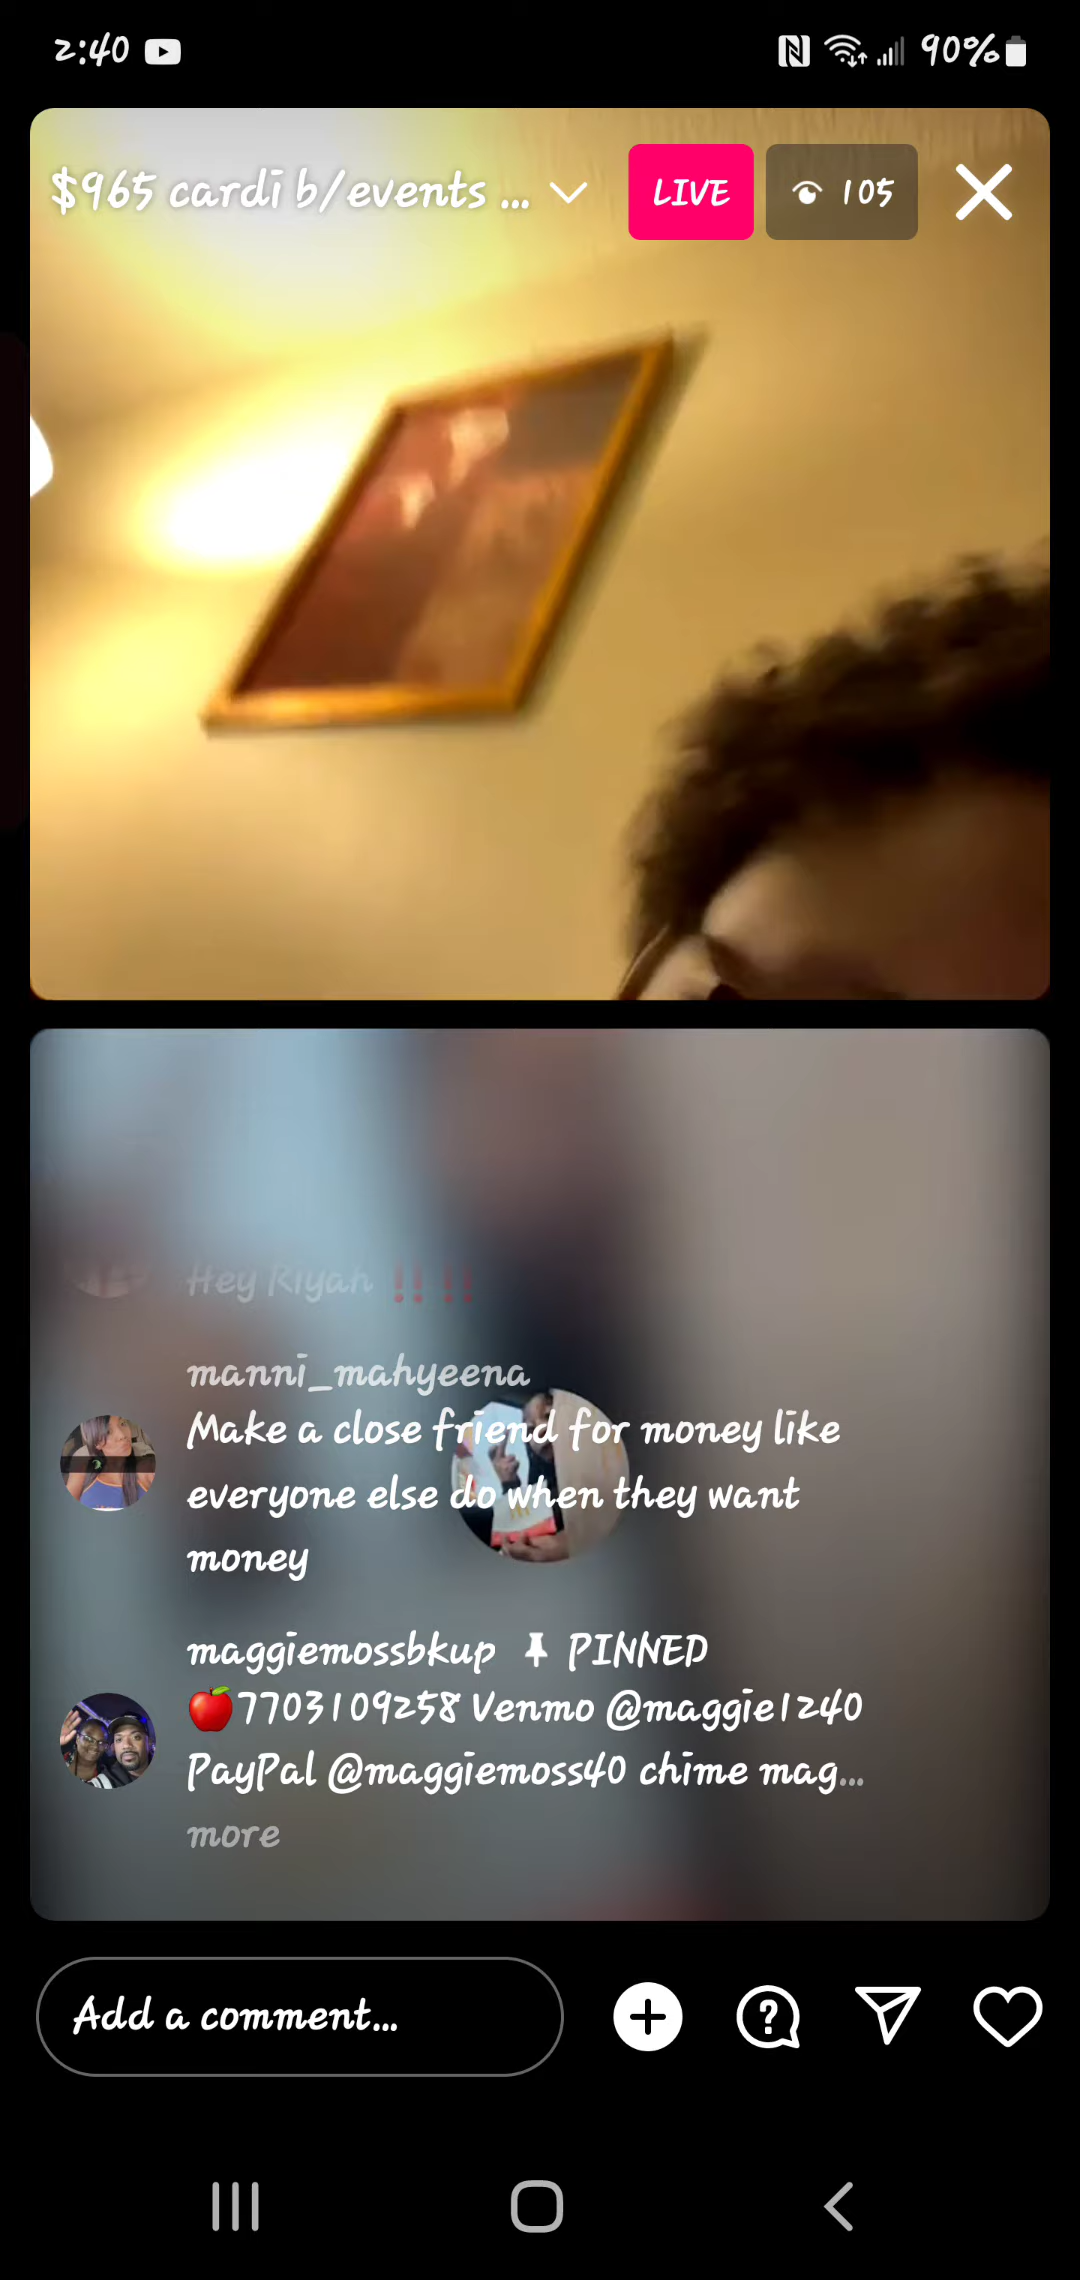 2:40
90%
$965 cardi b/events ...
LIVE
105
Hey Riyah ‼️ ‼️
manni_mahyeena
Make a close friend for money like
everyone else do when they want
money
maggiemossbkup PINNED
🍎7703109258 Venmo @maggie1240
PayPal @maggiemoss40 chime mag...
more
Add a comment...